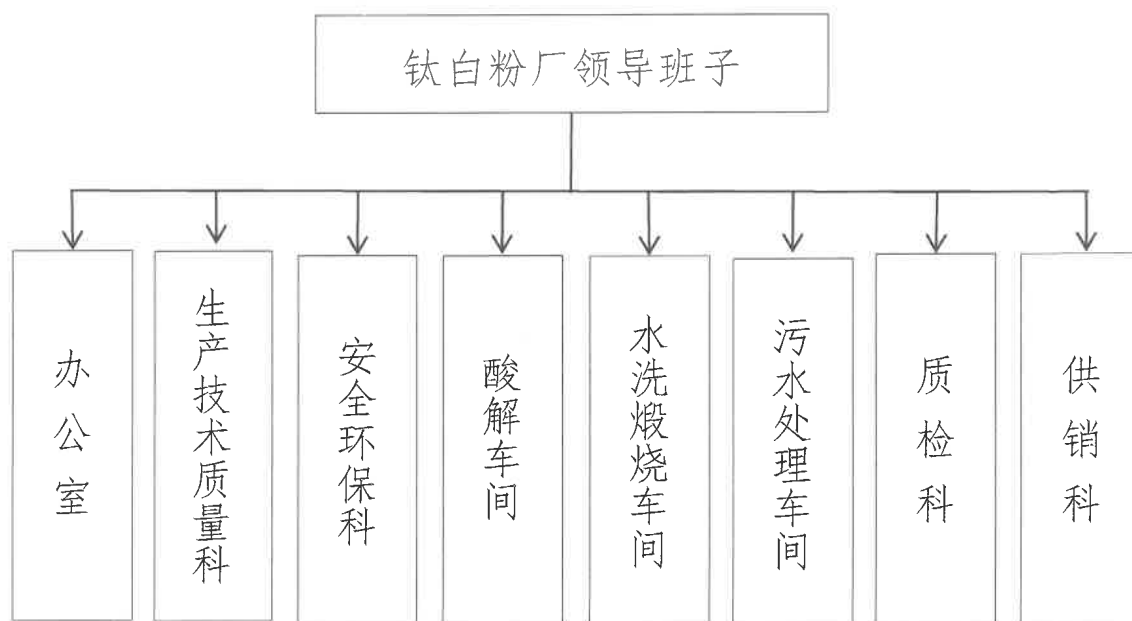 钛白粉厂领导班子
办公室
生产技术质量科
安全环保科
酸解车间
水洗煅烧车间
污水处理车间
质检科
供销科